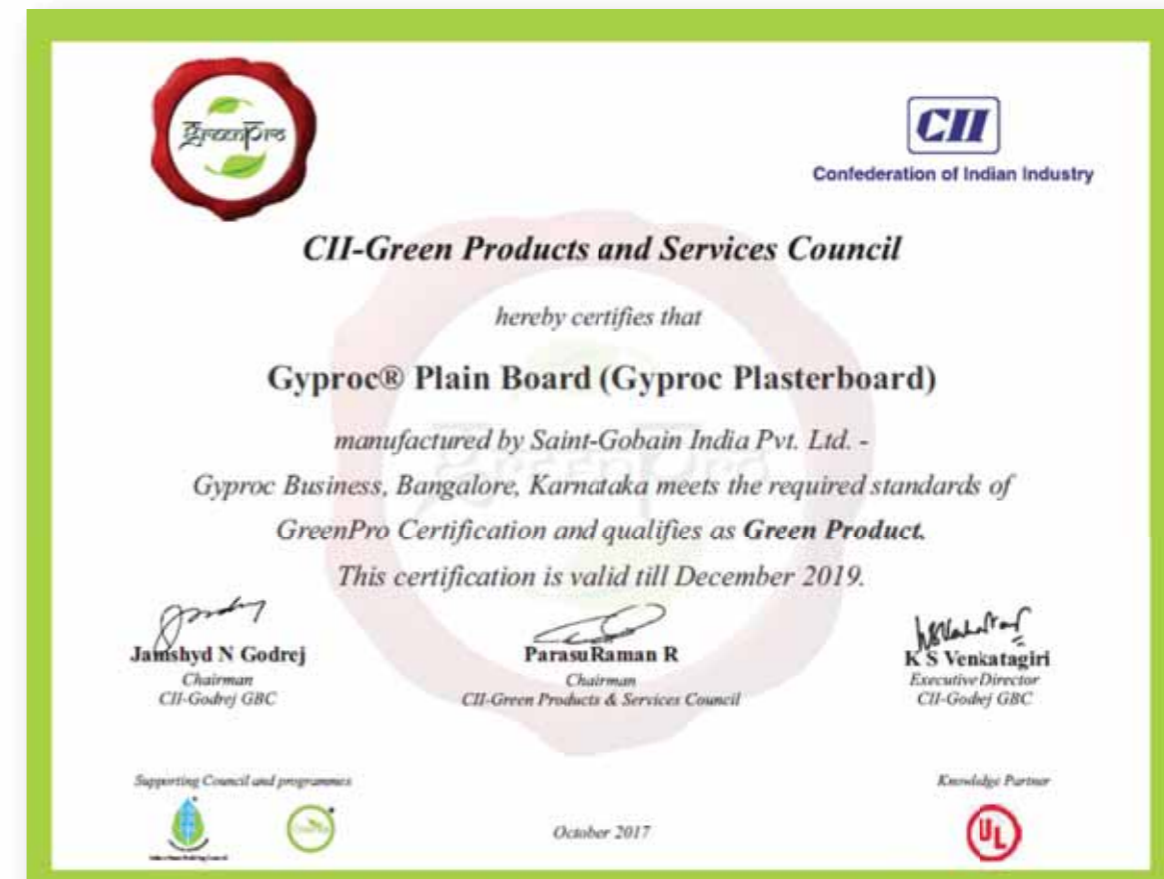 GreenPro
CII
Confederation of Indian Industry
CII-Green Products and Services Council
hereby certifies that
Gyproc® Plain Board (Gyproc Plasterboard)
manufactured by Saint-Gobain India Pvt. Ltd. -
Gyproc Business, Bangalore, Karnataka meets the required standards of
GreenPro Certification and qualifies as Green Product.
This certification is valid till December 2019.
Jamshyd N Godrej
Chairman
CII-Godrej GBC
ParasuRaman R
Chairman
CII-Green Products & Services Council
K S Venkatagiri
Executive Director
CII-Godrej GBC
Supporting Council and programmes
Knowledge Partner
October 2017
UL